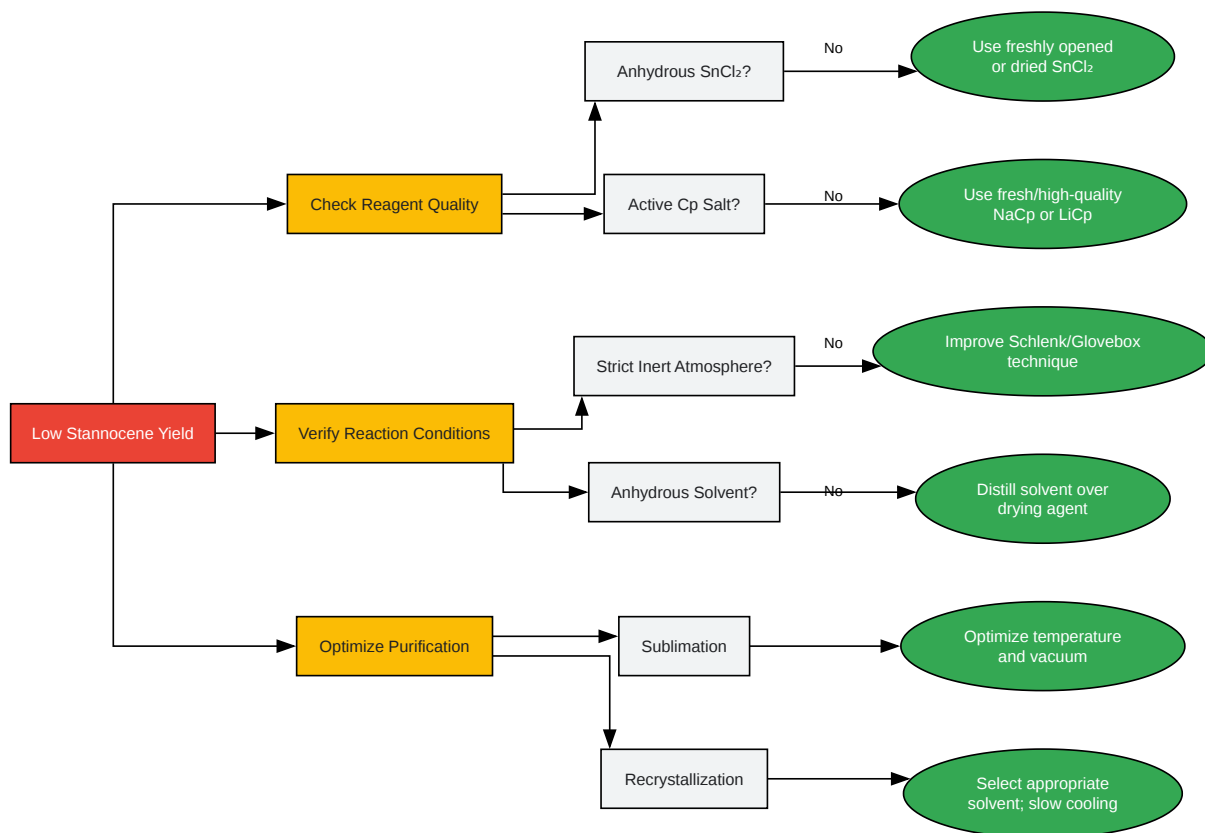 Anhydrous SnCl₂?
No
Use freshly opened
or dried SnCl₂
Check Reagent Quality
Active Cp Salt?
No
Use fresh/high-quality
NaCp or LiCp
Strict Inert Atmosphere?
No
Improve Schlenk/Glovebox
technique
Low Stannocene Yield
Verify Reaction Conditions
Anhydrous Solvent?
No
Distill solvent over
drying agent
Optimize Purification
Sublimation
Optimize temperature
and vacuum
Recrystallization
Select appropriate
solvent; slow cooling